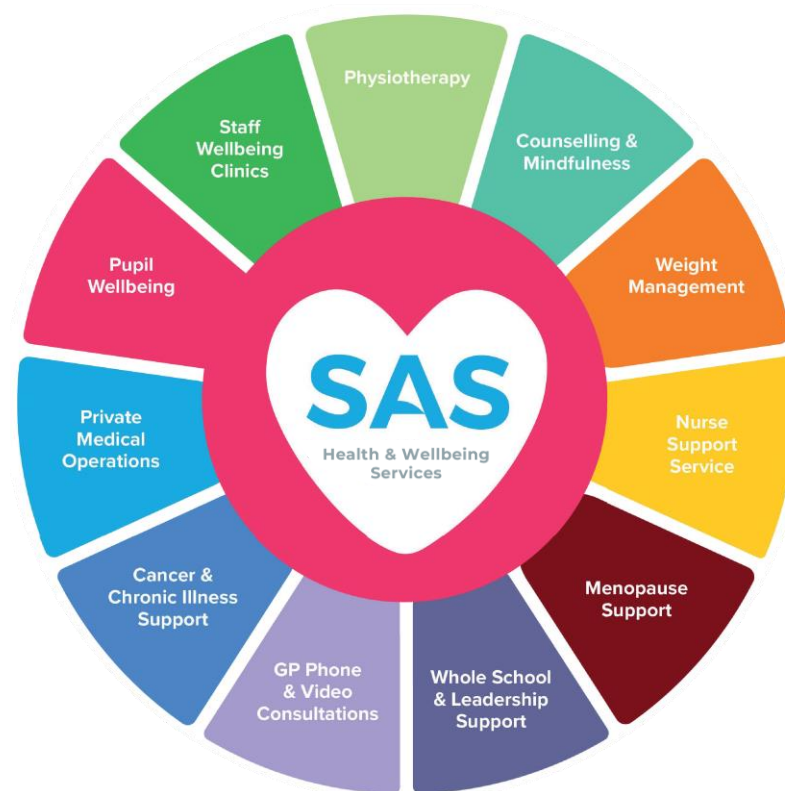 Physiotherapy
Counselling &
Mindfulness
Weight
Management
Nurse
Support
Service
Menopause
Support
Whole School
& Leadership
Support
GP Phone
& Video
Consultations
Cancer &
Chronic Illness
Support
Private
Medical
Operations
Pupil
Wellbeing
Staff
Wellbeing
Clinics
SAS
Health & Wellbeing
Services